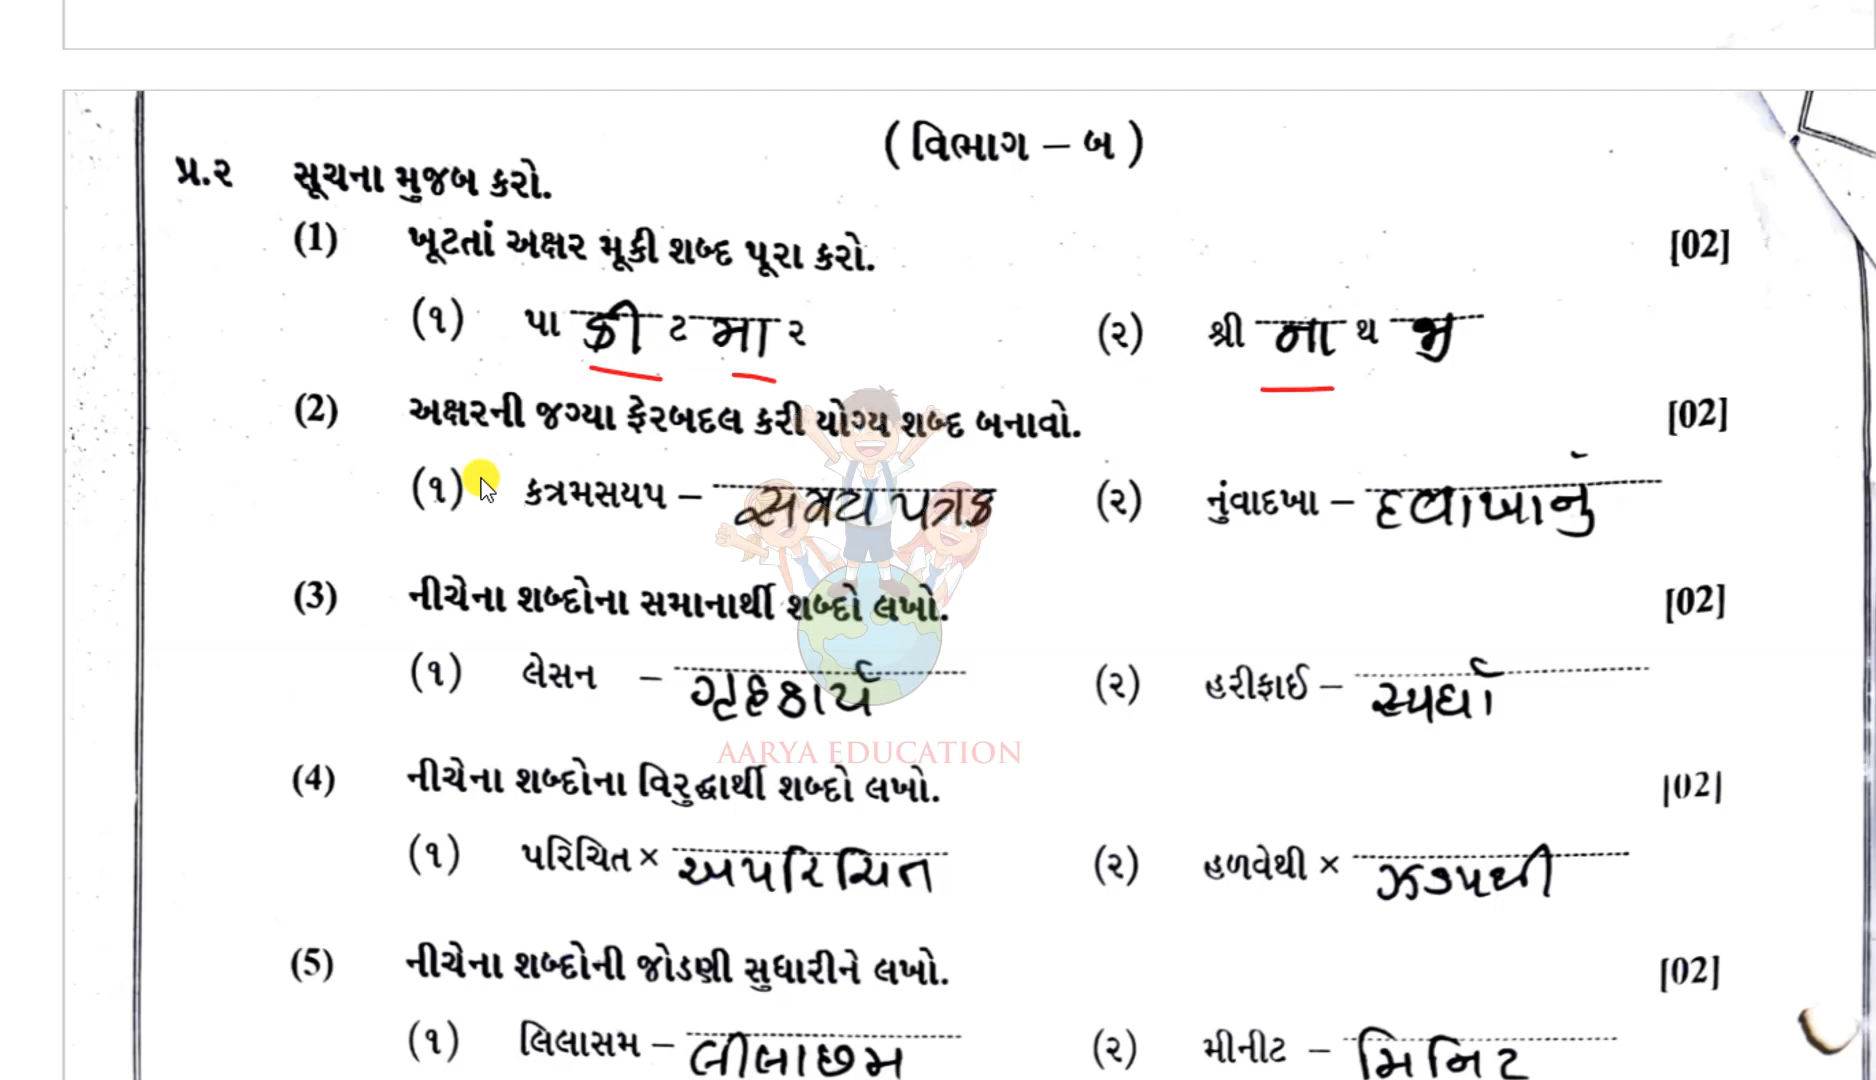 ( વિભાગ – બ )
પ્ર.૨ સૂચના મુજબ કરો.
(1) ખૂટતાં અક્ષર મૂકી શબ્દ પૂરા કરો. [02]
(૧) પા કી ટ મા ર (૨) શ્રી ના થ જી
(2) અક્ષરની જગ્યા ફેરબદલ કરી યોગ્ય શબ્દ બનાવો. [02]
(૧) કત્રમસયપ – સમય પત્રક (૨) નુંવાદખા – દવાખાનું
(3) નીચેના શબ્દોના સમાનાર્થી શબ્દો લખો. [02]
(૧) લેસન – ગૃહકાર્ય (૨) હરીફાઈ – સ્પર્ધા
AARYA EDUCATION
(4) નીચેના શબ્દોના વિરુદ્ધાર્થી શબ્દો લખો. [02]
(૧) પરિચિત × અપરિચિત (૨) હળવેથી × ઝડપથી
(5) નીચેના શબ્દોની જોડણી સુધારીને લખો. [02]
(૧) લિલાસમ – લીલાછમ (૨) મીનીટ – મિનિટ